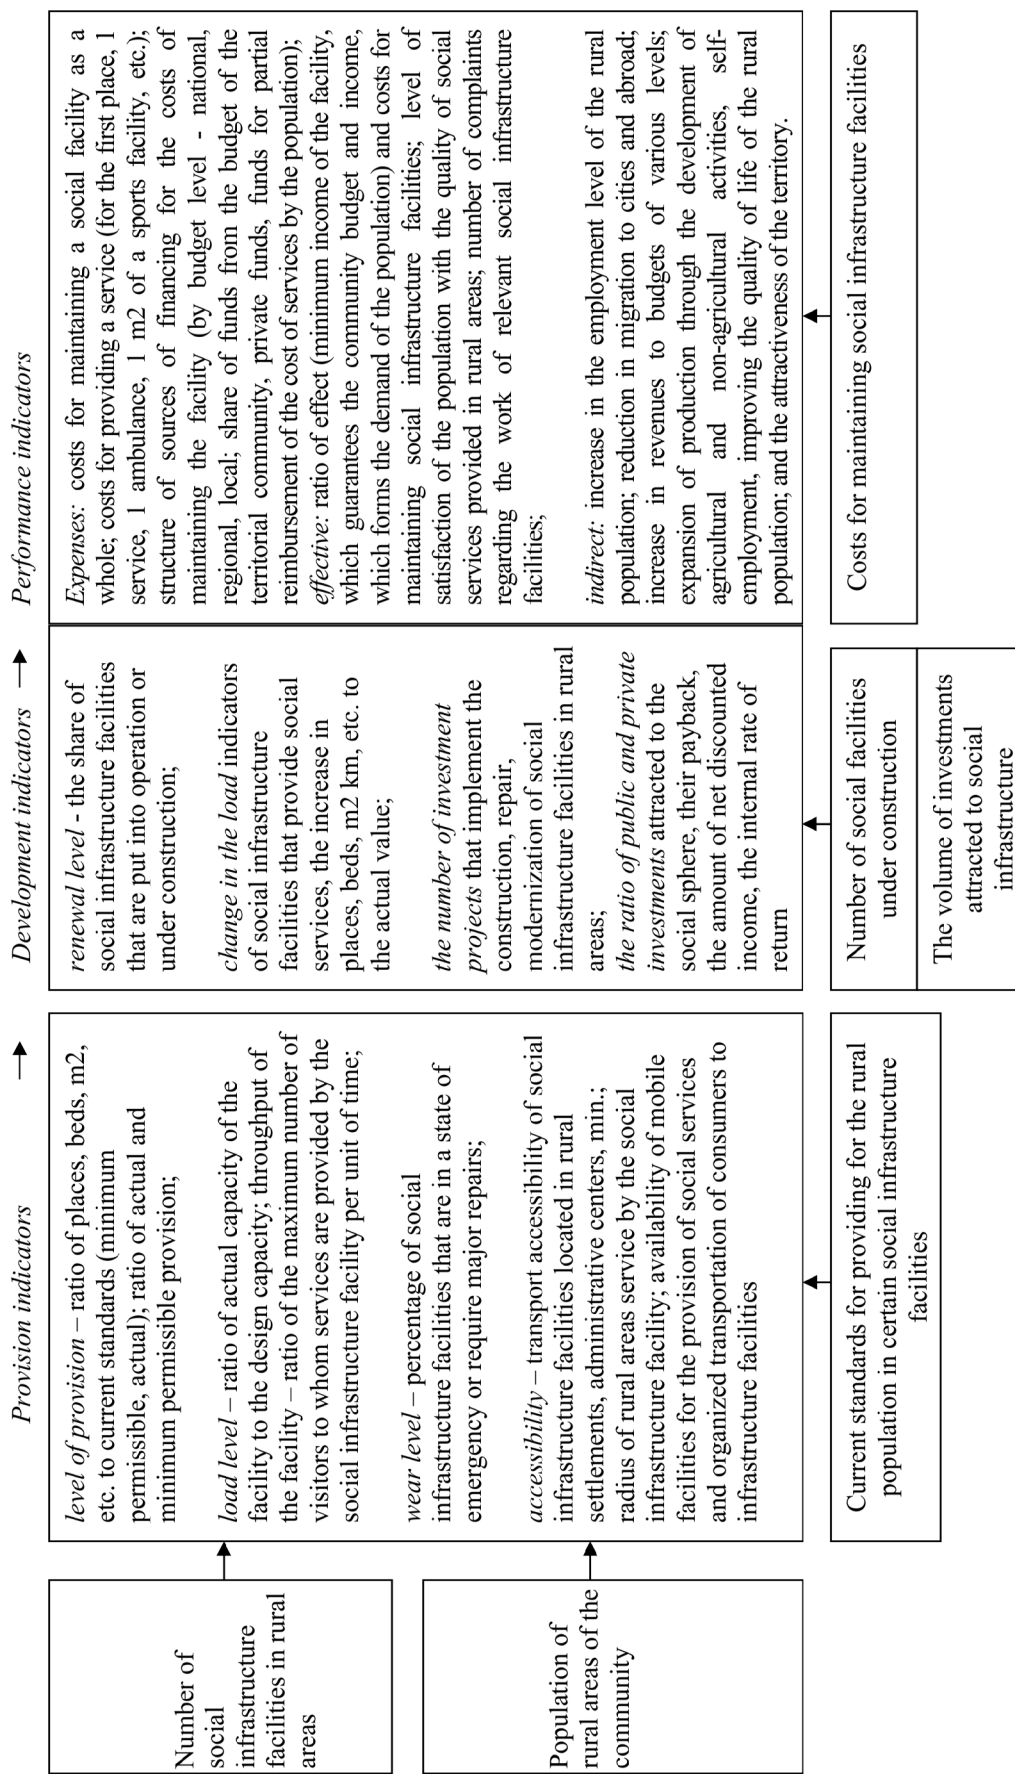 Provision indicators → Development indicators → Performance indicators
Number of
social
infrastructure
facilities in rural
areas
Population of
rural areas of the
community
level of provision – ratio of places, beds, m2,
etc. to current standards (minimum
permissible, actual); ratio of actual and
minimum permissible provision;
load level – ratio of actual capacity of the
facility to the design capacity; throughput of
the facility – ratio of the maximum number of
visitors to whom services are provided by the
social infrastructure facility per unit of time;
wear level – percentage of social
infrastructure facilities that are in a state of
emergency or require major repairs;
accessibility – transport accessibility of social
infrastructure facilities located in rural
settlements, administrative centers, min.;
radius of rural areas service by the social
infrastructure facility; availability of mobile
facilities for the provision of social services
and organized transportation of consumers to
infrastructure facilities
renewal level - the share of
social infrastructure facilities
that are put into operation or
under construction;
change in the load indicators
of social infrastructure
facilities that provide social
services, the increase in
places, beds, m2 km, etc. to
the actual value;
the number of investment
projects that implement the
construction, repair,
modernization of social
infrastructure facilities in rural
areas;
the ratio of public and private
investments attracted to the
social sphere, their payback,
the amount of net discounted
income, the internal rate of
return
Expenses: costs for maintaining a social facility as a
whole; costs for providing a service (for the first place, 1
service, 1 ambulance, 1 m2 of a sports facility, etc.);
structure of sources of financing for the costs of
maintaining the facility (by budget level - national,
regional, local; share of funds from the budget of the
territorial community, private funds, funds for partial
reimbursement of the cost of services by the population);
effective: ratio of effect (minimum income of the facility,
which guarantees the community budget and income,
which forms the demand of the population) and costs for
maintaining social infrastructure facilities; level of
satisfaction of the population with the quality of social
services provided in rural areas; number of complaints
regarding the work of relevant social infrastructure
facilities;
indirect: increase in the employment level of the rural
population; reduction in migration to cities and abroad;
increase in revenues to budgets of various levels;
expansion of production through the development of
agricultural and non-agricultural activities, self-
employment, improving the quality of life of the rural
population; and the attractiveness of the territory.
Current standards for providing for the rural
population in certain social infrastructure
facilities
Number of social facilities
under construction
The volume of investments
attracted to social
infrastructure
Costs for maintaining social infrastructure facilities